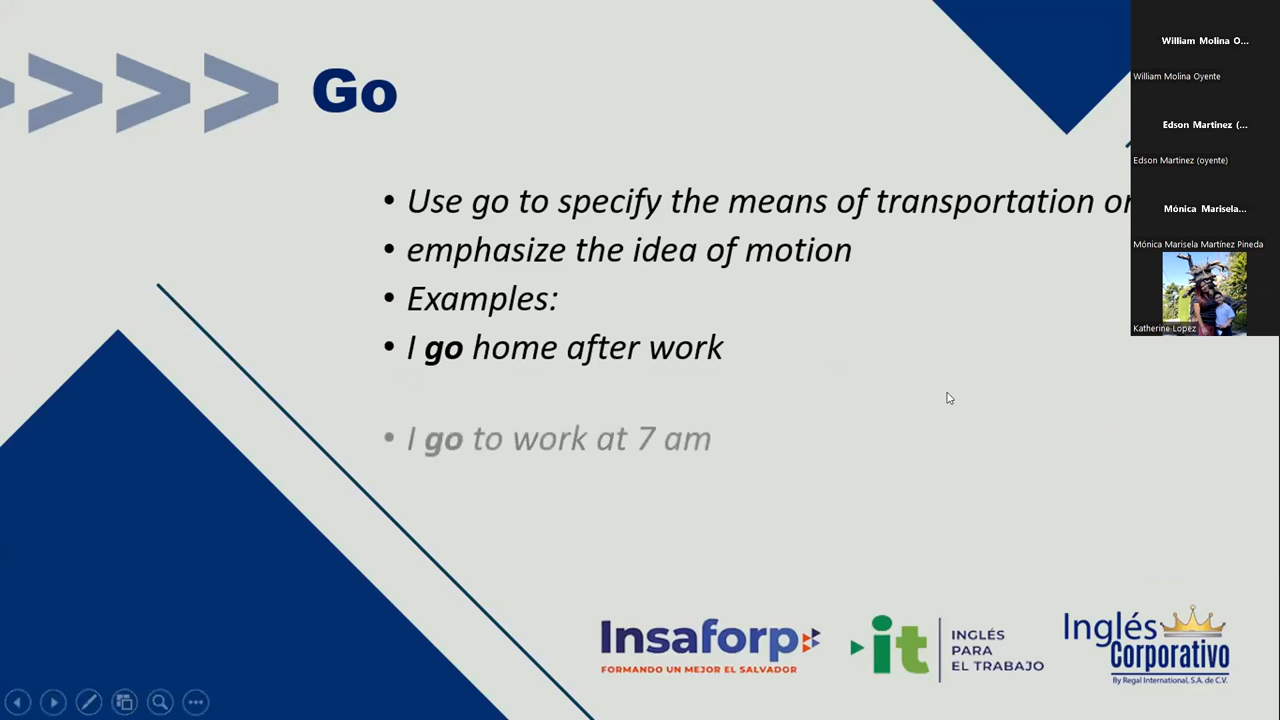 Go
• Use go to specify the means of transportation or
• emphasize the idea of motion
• Examples:
• I go home after work
• I go to work at 7 am
William Molina O...
William Molina Oyente
Edson Martinez (...
Edson Martinez (oyente)
Mónica Marisela...
Mónica Marisela Martínez Pineda
Katherine Lopez
Insaforp
FORMANDO UN MEJOR EL SALVADOR
it
INGLÉS
PARA
EL TRABAJO
Inglés
Corporativo
By Regal International, S.A. de C.V.